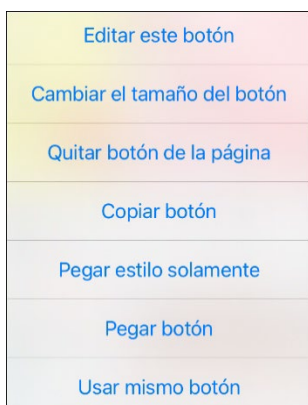 Editar este botón
Cambiar el tamaño del botón
Quitar botón de la página
Copiar botón
Pegar estilo solamente
Pegar botón
Usar mismo botón